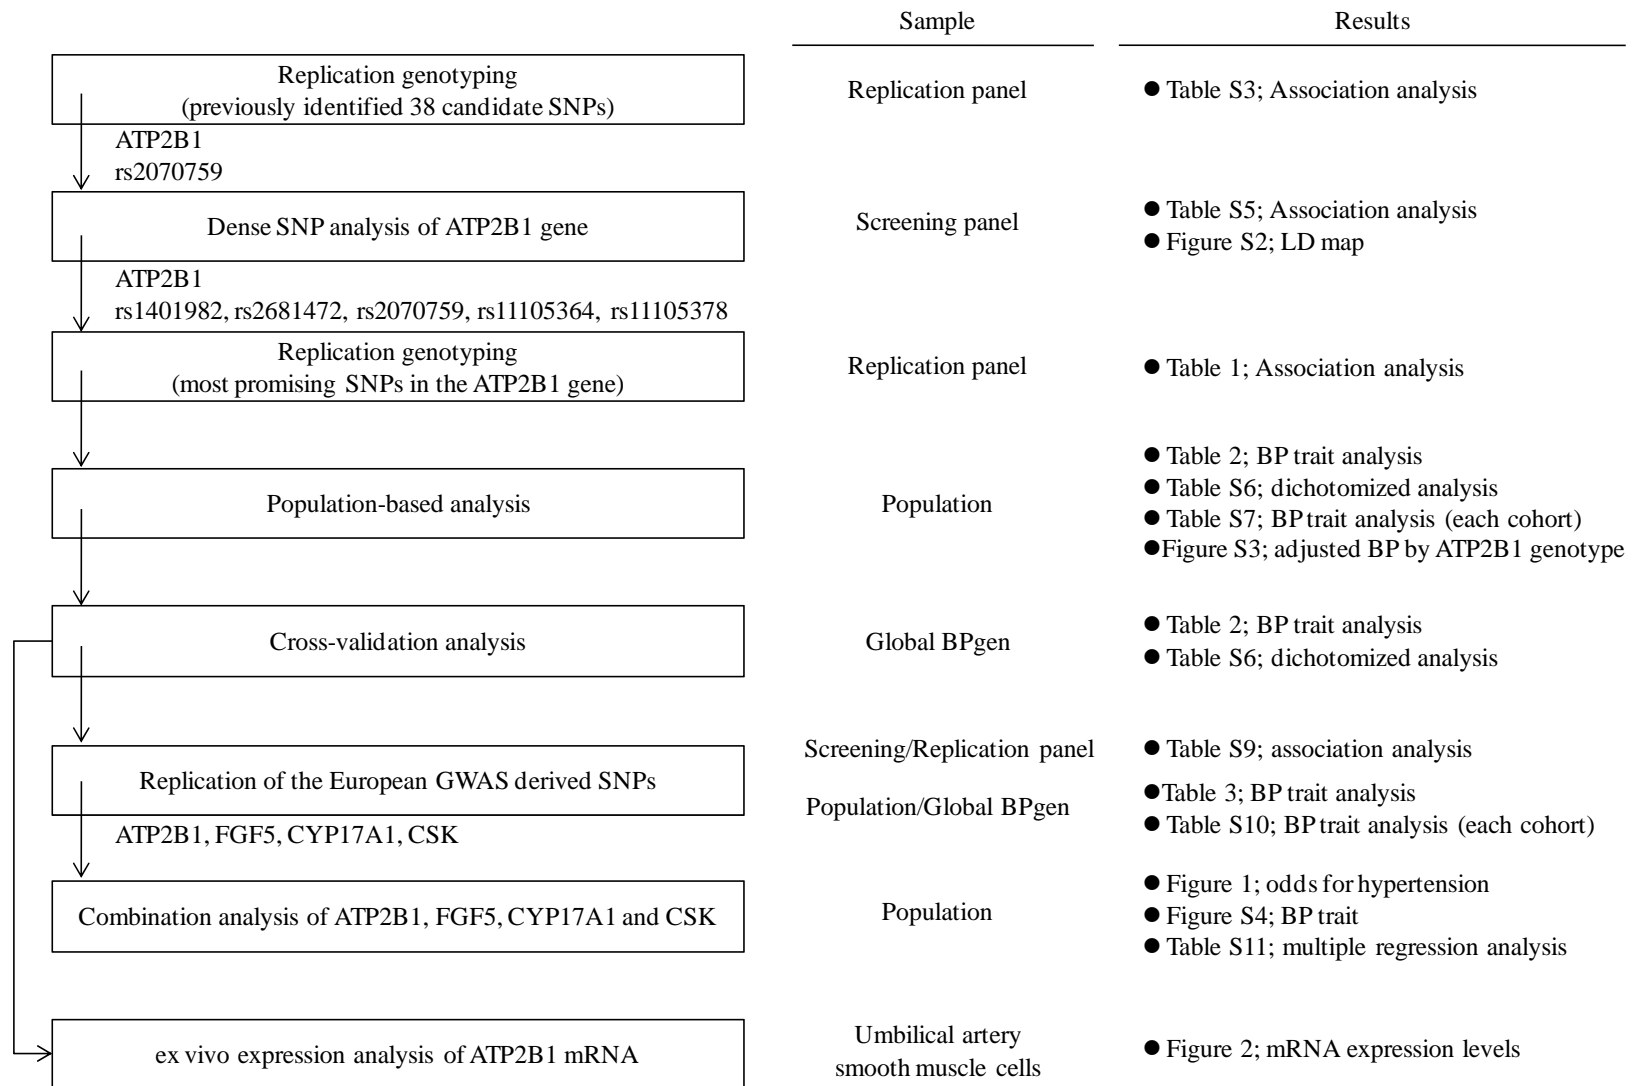 Sample
Results
Replication genotyping
(previously identified 38 candidate SNPs)
Replication panel
● Table S3; Association analysis
ATP2B1
rs2070759
Dense SNP analysis of ATP2B1 gene
Screening panel
● Table S5; Association analysis
● Figure S2; LD map
ATP2B1
rs1401982, rs2681472, rs2070759, rs11105364, rs11105378
Replication genotyping
(most promising SNPs in the ATP2B1 gene)
Replication panel
● Table 1; Association analysis
Population-based analysis
Population
● Table 2; BP trait analysis
● Table S6; dichotomized analysis
● Table S7; BP trait analysis (each cohort)
●Figure S3; adjusted BP by ATP2B1 genotype
Cross-validation analysis
Global BPgen
● Table 2; BP trait analysis
● Table S6; dichotomized analysis
Replication of the European GWAS derived SNPs
Screening/Replication panel
● Table S9; association analysis
Population/Global BPgen
●Table 3; BP trait analysis
● Table S10; BP trait analysis (each cohort)
ATP2B1, FGF5, CYP17A1, CSK
Combination analysis of ATP2B1, FGF5, CYP17A1 and CSK
Population
● Figure 1; odds for hypertension
● Figure S4; BP trait
● Table S11; multiple regression analysis
ex vivo expression analysis of ATP2B1 mRNA
Umbilical artery
smooth muscle cells
● Figure 2; mRNA expression levels